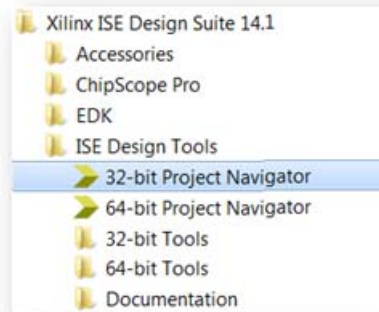 Xilinx ISE Design Suite 14.1
Accessories
ChipScope Pro
EDK
ISE Design Tools
32-bit Project Navigator
64-bit Project Navigator
32-bit Tools
64-bit Tools
Documentation